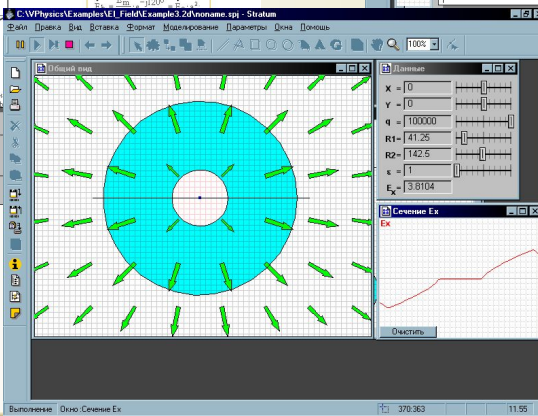 C:\VPhysics\Examples\El_Field\Example3.2d\noname.spj - Stratum
Файл Правка Вид Вставка Формат Моделирование Параметры Окна Помощь
100%
Общий вид
Данные
X = 0
Y = 0
q = 100000
R1= 41.25
R2= 142.5
ε = 1
Ex= 3.8104
Сечение Ex
Ex
Очистить
Выполнение Окно:Сечение Ex
370:363
11.55